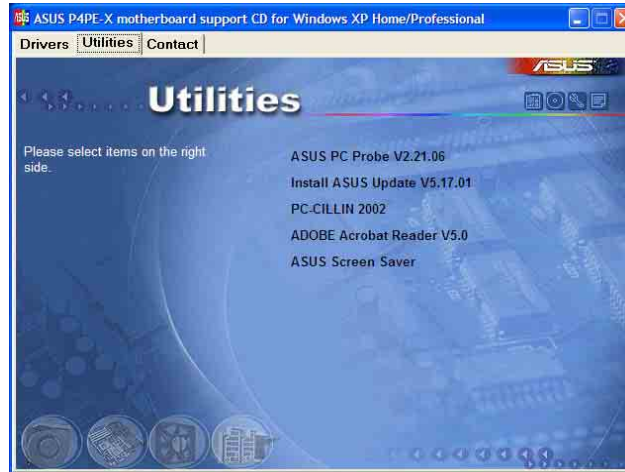 ASUS P4PE-X motherboard support CD for Windows XP Home/Professional
Drivers Utilities Contact
ASUS
Utilities
Please select items on the right
side.
ASUS PC Probe V2.21.06
Install ASUS Update V5.17.01
PC-CILLIN 2002
ADOBE Acrobat Reader V5.0
ASUS Screen Saver